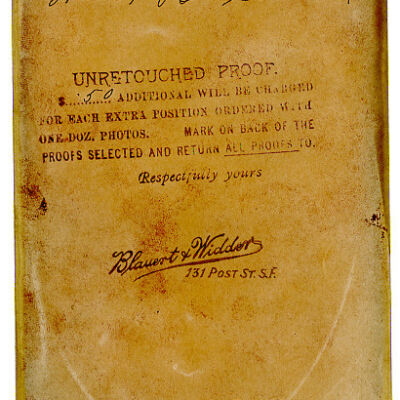 UNRETOUCHED PROOF.
$ .50 ADDITIONAL WILL BE CHARGED
FOR EACH EXTRA POSITION ORDERED WITH
ONE DOZ. PHOTOS. MARK ON BACK OF THE
PROOFS SELECTED AND RETURN ALL PROOFS TO.
Respectfully yours
Blauert & Widder
131 POST ST. S.F.